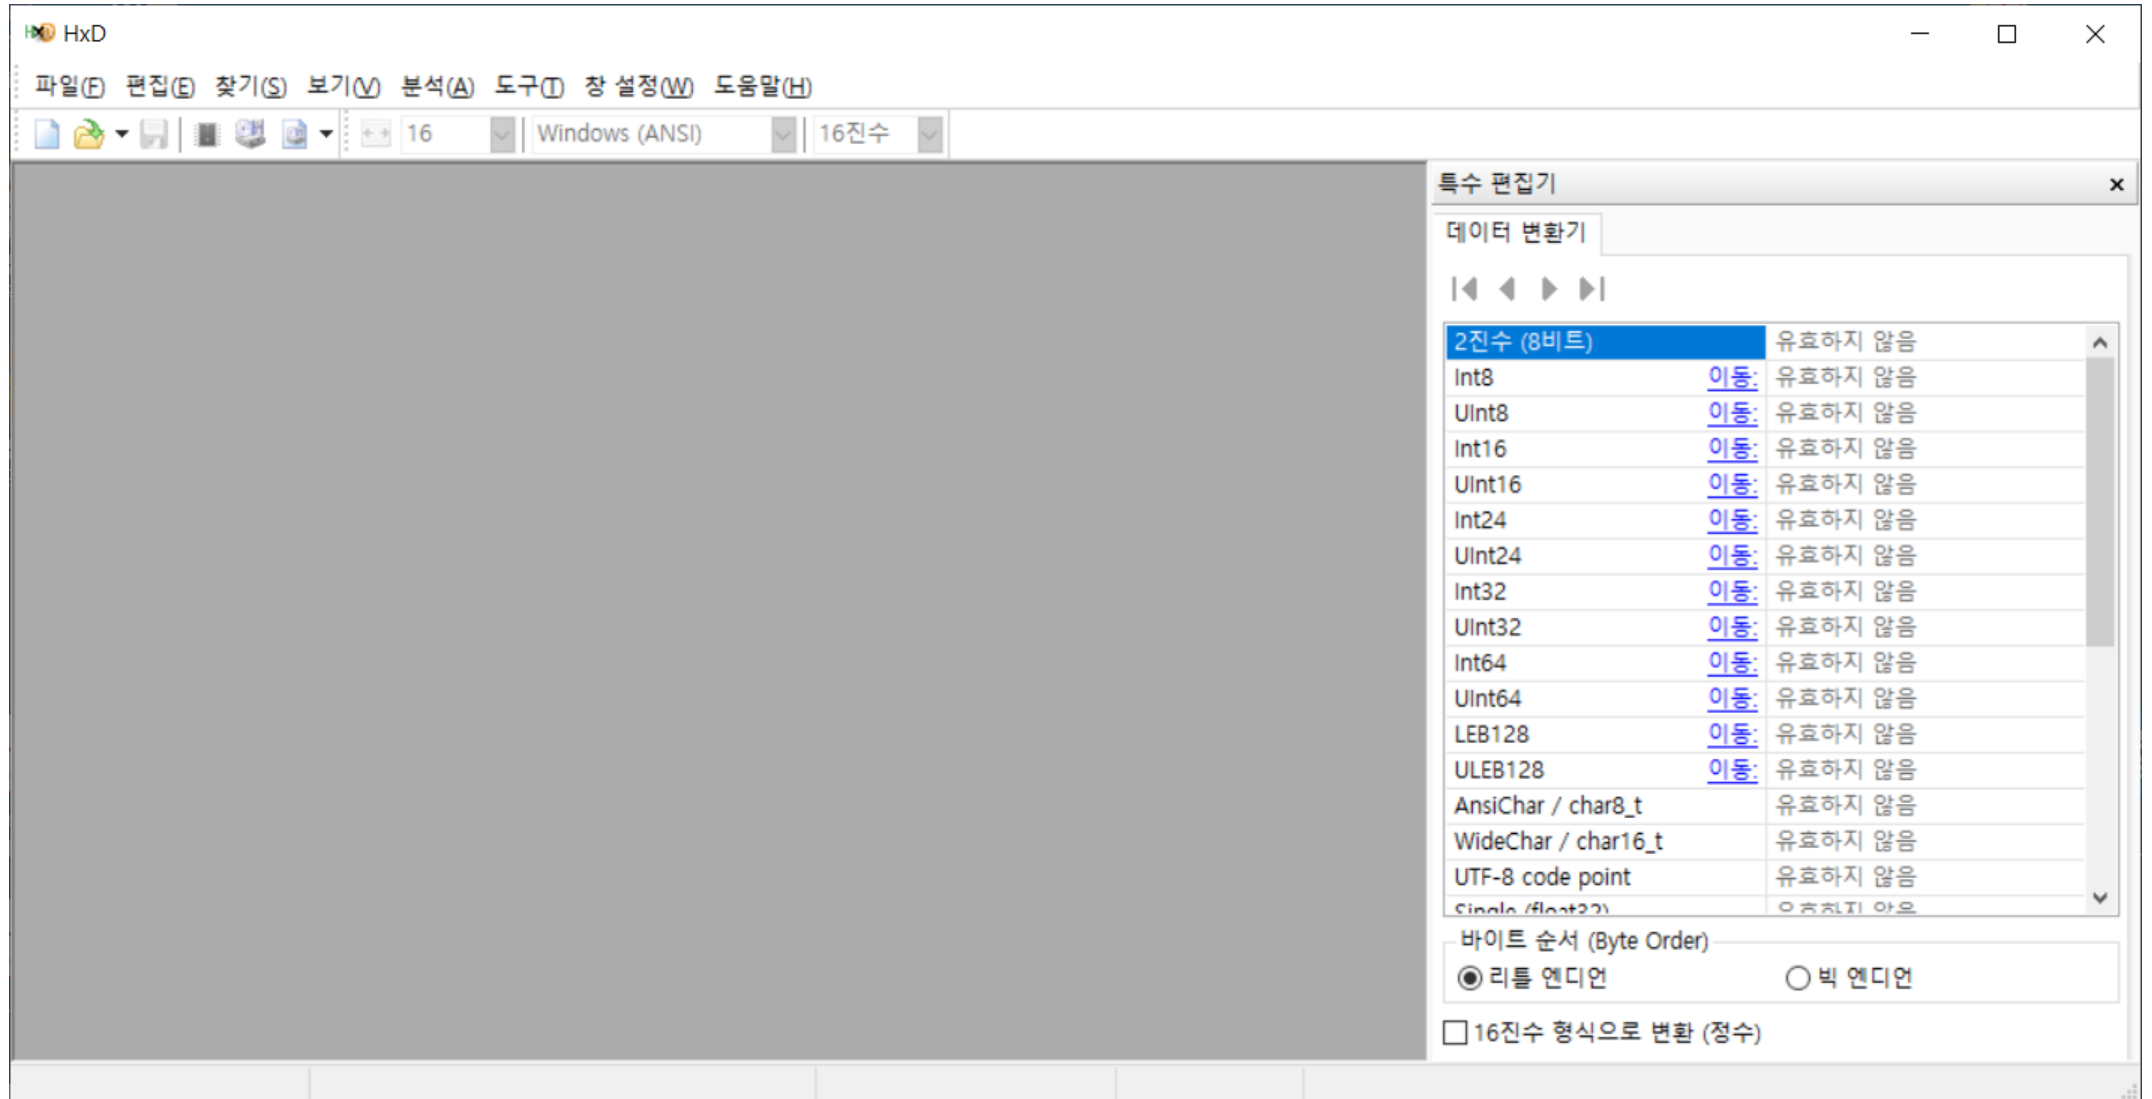 HxD
파일(F) 편집(E) 찾기(S) 보기(V) 분석(A) 도구(T) 창 설정(W) 도움말(H)
16 Windows (ANSI) 16진수
특수 편집기
데이터 변환기
2진수 (8비트) 유효하지 않음
Int8 이동: 유효하지 않음
UInt8 이동: 유효하지 않음
Int16 이동: 유효하지 않음
UInt16 이동: 유효하지 않음
Int24 이동: 유효하지 않음
UInt24 이동: 유효하지 않음
Int32 이동: 유효하지 않음
UInt32 이동: 유효하지 않음
Int64 이동: 유효하지 않음
UInt64 이동: 유효하지 않음
LEB128 이동: 유효하지 않음
ULEB128 이동: 유효하지 않음
AnsiChar / char8_t 유효하지 않음
WideChar / char16_t 유효하지 않음
UTF-8 code point 유효하지 않음
Single (float32) 유효하지 않음
바이트 순서 (Byte Order)
리틀 엔디언 빅 엔디언
16진수 형식으로 변환 (정수)